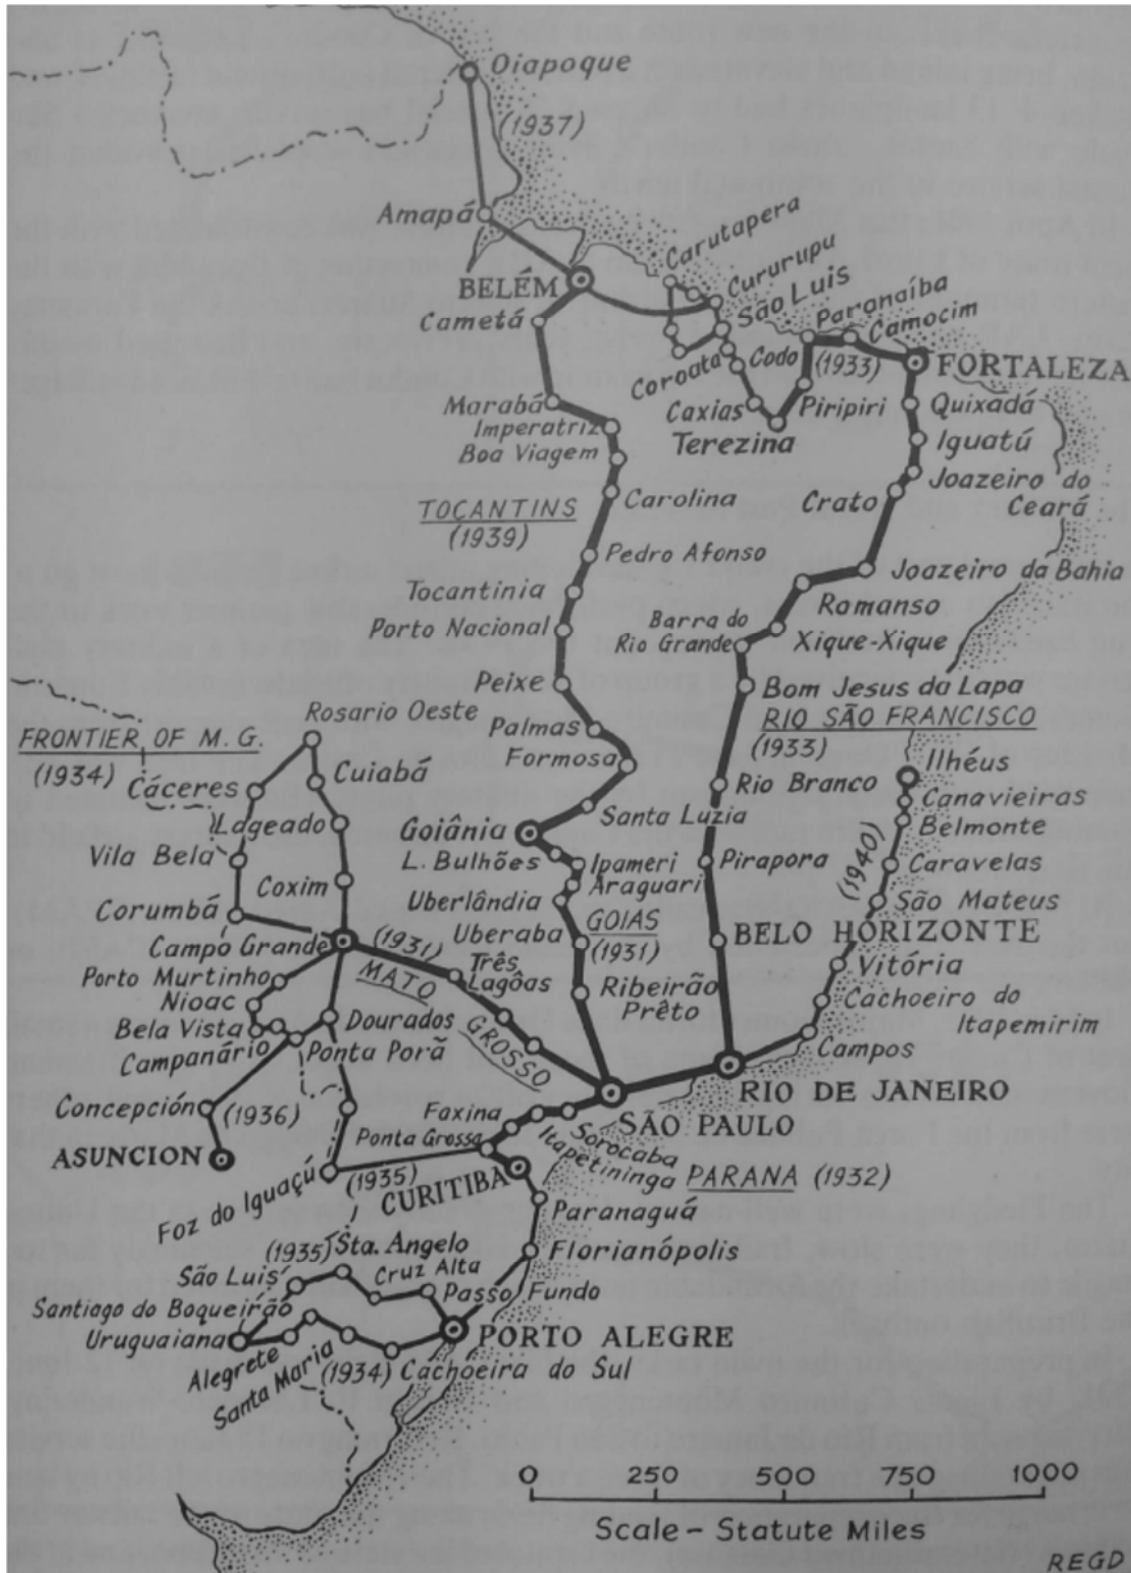 Oiapoque
(1937)
Amapá
Carutapera
Cururupu
BELÉM
São Luis
Paranaíba
Cametá
Camocim
Coroata
Codo
(1933)
FORTALEZA
Marabá
Caxias
Piripiri
Quixadá
Imperatriz
Terezina
Iguatú
Boa Viagem
Joazeiro do
Ceará
Carolina
Crato
TOCANTINS
(1939)
Pedro Afonso
Joazeiro da Bahia
Tocantinia
Romanso
Porto Nacional
Barra do
Rio Grande
Xique-Xique
Peixe
Bom Jesus da Lapa
Rosario Oeste
Palmas
RIO SÃO FRANCISCO
(1933)
FRONTIER OF M.G.
(1934)
Formosa
Ilhéus
Cáceres
Cuiabá
Rio Branco
Canavieiras
Lageado
Goiânia
Santa Luzia
Belmonte
Vila Bela
L. Bulhões
Ipameri
Pirapora
Caravelas
Coxim
Araguari
(1940)
Corumbá
Uberlândia
GOIAS
(1931)
São Mateus
Campo Grande
(1931)
Uberaba
BELO HORIZONTE
Porto Murtinho
MATO
GROSSO
Três
Lagôas
Vitória
Nioac
Ribeirão
Prêto
Cachoeiro do
Itapemirim
Bela Vista
Dourados
Campanário
Ponta Porã
Campos
Concepción
(1936)
Faxina
RIO DE JANEIRO
Ponta Grossa
SÃO PAULO
ASUNCION
Sorocaba
Itapetininga
PARANA (1932)
Foz do Iguaçú
(1935)
CURITIBA
Paranaguá
(1935)
Sta. Angelo
Florianópolis
São Luis
Cruz Alta
Santiago do Boqueirão
Passo Fundo
Uruguaiana
PORTO ALEGRE
Alegrete
Santa Maria
(1934)
Cachoeira do Sul
0 250 500 750 1000
Scale - Statute Miles
REGD